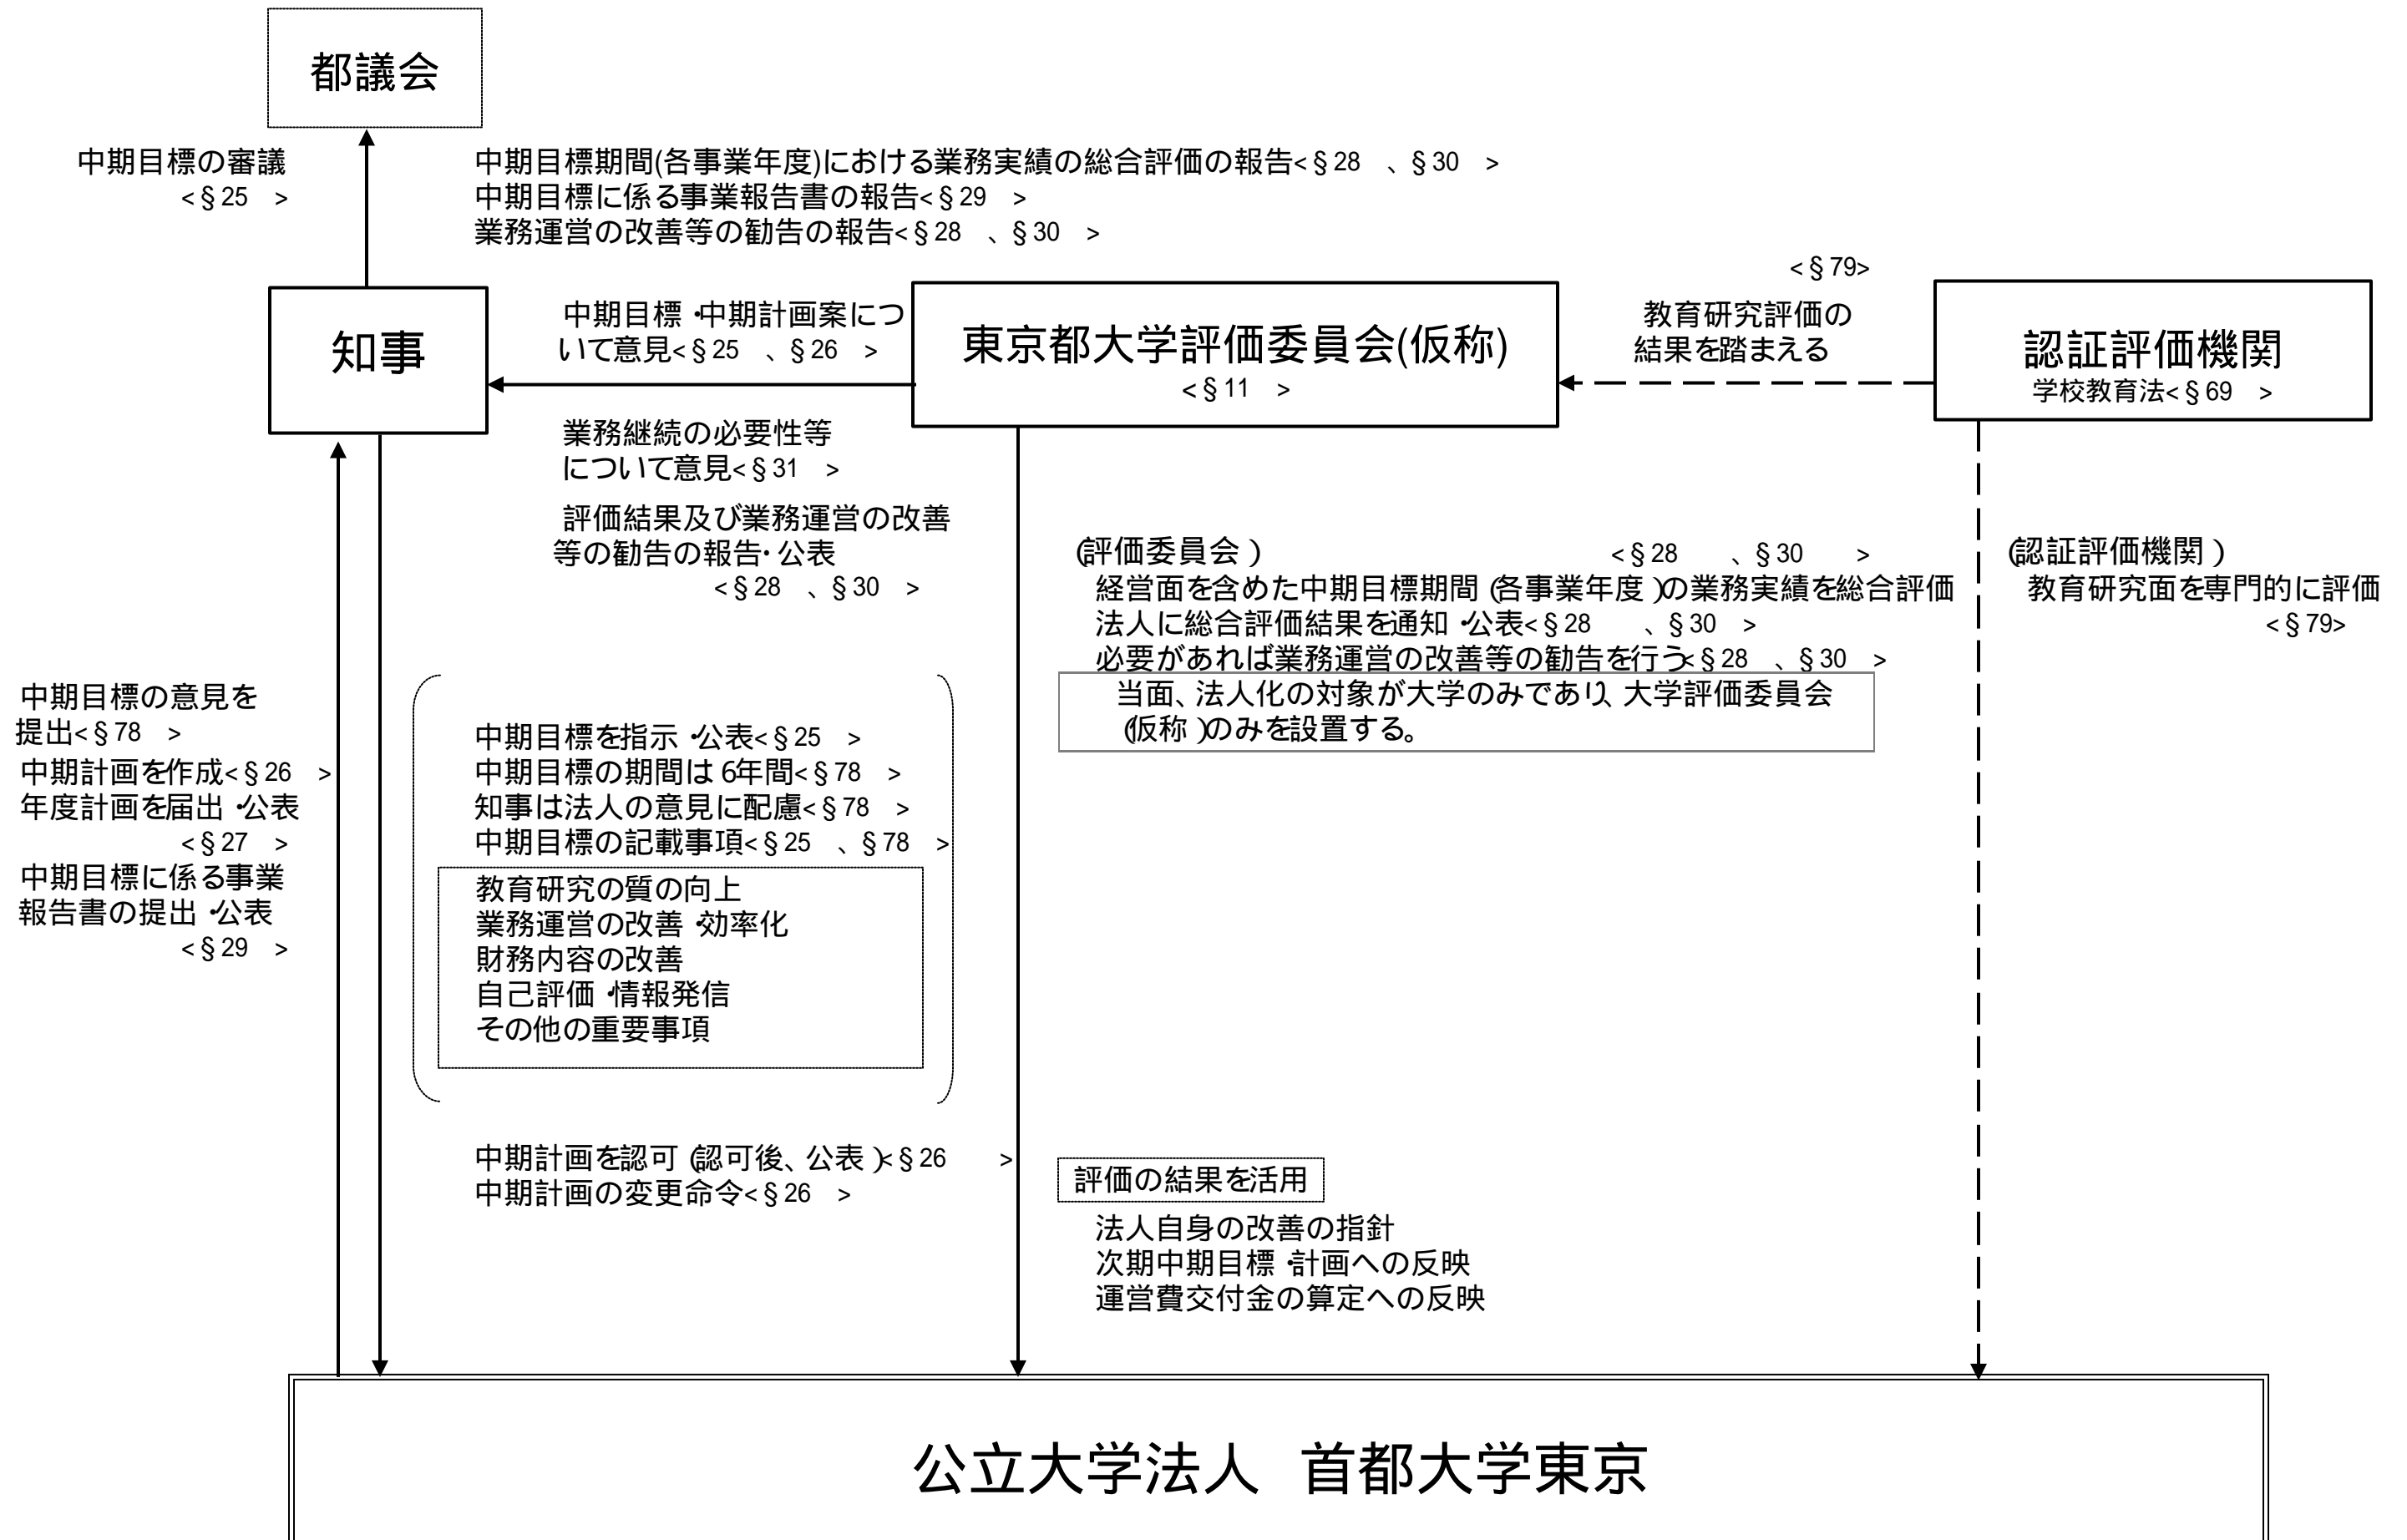 都議会
中期目標の審議
<§25　>
中期目標期間(各事業年度)における業務実績の総合評価の報告<§28　、§30　>
中期目標に係る事業報告書の報告<§29　>
業務運営の改善等の勧告の報告<§28　、§30　>
知事
中期目標・中期計画案につ
いて意見<§25　、§26　>
東京都大学評価委員会(仮称)
<§11　>
<§79>
教育研究評価の
結果を踏まえる
認証評価機関
学校教育法<§69　>
業務継続の必要性等
について意見<§31　>
評価結果及び業務運営の改善
等の勧告の報告・公表
<§28　、§30　>
(評価委員会)　<§28　、§30　>
経営面を含めた中期目標期間(各事業年度)の業務実績を総合評価
法人に総合評価結果を通知・公表<§28　、§30　>
必要があれば業務運営の改善等の勧告を行う<§28　、§30　>
当面、法人化の対象が大学のみであり、大学評価委員会
(仮称)のみを設置する。
(認証評価機関)
教育研究面を専門的に評価
<§79>
中期目標の意見を
提出<§78　>
中期計画を作成<§26　>
年度計画を届出・公表
<§27　>
中期目標に係る事業
報告書の提出・公表
<§29　>
中期目標を指示・公表<§25　>
中期目標の期間は6年間<§78　>
知事は法人の意見に配慮<§78　>
中期目標の記載事項<§25　、§78　>
教育研究の質の向上
業務運営の改善・効率化
財務内容の改善
自己評価・情報発信
その他の重要事項
中期計画を認可(認可後、公表)<§26　>
中期計画の変更命令<§26　>
評価の結果を活用
法人自身の改善の指針
次期中期目標・計画への反映
運営費交付金の算定への反映
公立大学法人　首都大学東京